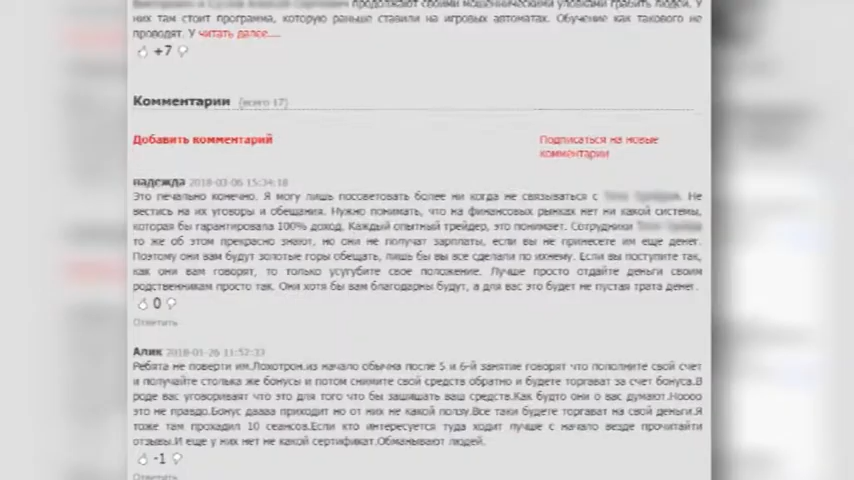 продолжают своими мошенническими уловками грабить людей. У
них там стоит программа, которую раньше ставили на игровых автоматах. Обучение как такового не
проводят. У читать далее.....
+7
Комментарии (всего 17)
Добавить комментарий
Подписаться на новые
комментарии
надежда 2018-03-06 15:34:18
Это печально конечно. Я могу лишь посоветовать более ни когда не связываться с
Не
вестись на их уговоры и обещания. Нужно понимать, что на финансовых рынках нет ни какой системы,
которая бы гарантировала 100% доход. Каждый опытный трейдер, это понимает. Сотрудники
то же об этом прекрасно знают, но они не получат зарплаты, если вы не принесете им еще денег.
Поэтому они вам будут золотые горы обещать, лишь бы вы все сделали по ихнему. Если вы поступите так,
как они вам говорят, то только усугубите свое положение. Лучше просто отдайте деньги своим
родственникам просто так. Они хотя бы вам благодарны будут, а для вас это будет не пустая трата денег.
0
Ответить
Алик 2018-01-26 11:52:33
Ребята не поверти им.Лохотрон.из начало обычна после 5 и 6-й занятие говорят что пополните свой счет
и получайте столька же бонусы и потом снимите свой средств обратно и будете торгават за счет бонуса.В
роде вас уговоривают что это для того что бы зашишать ваш средств.Как будто они о вас думают.Нооoо
это не правдо.Бонус даааа приходит но от них не какой ползу.Все таки будете торгават на свой деньги.Я
тоже там прохадил 10 сеансов.Если кто интересуется туда ходит лучше с начало везде прочитайти
отзывы.И еще у них нет не какой сертификат.Обманывают людей.
-1
Ответить